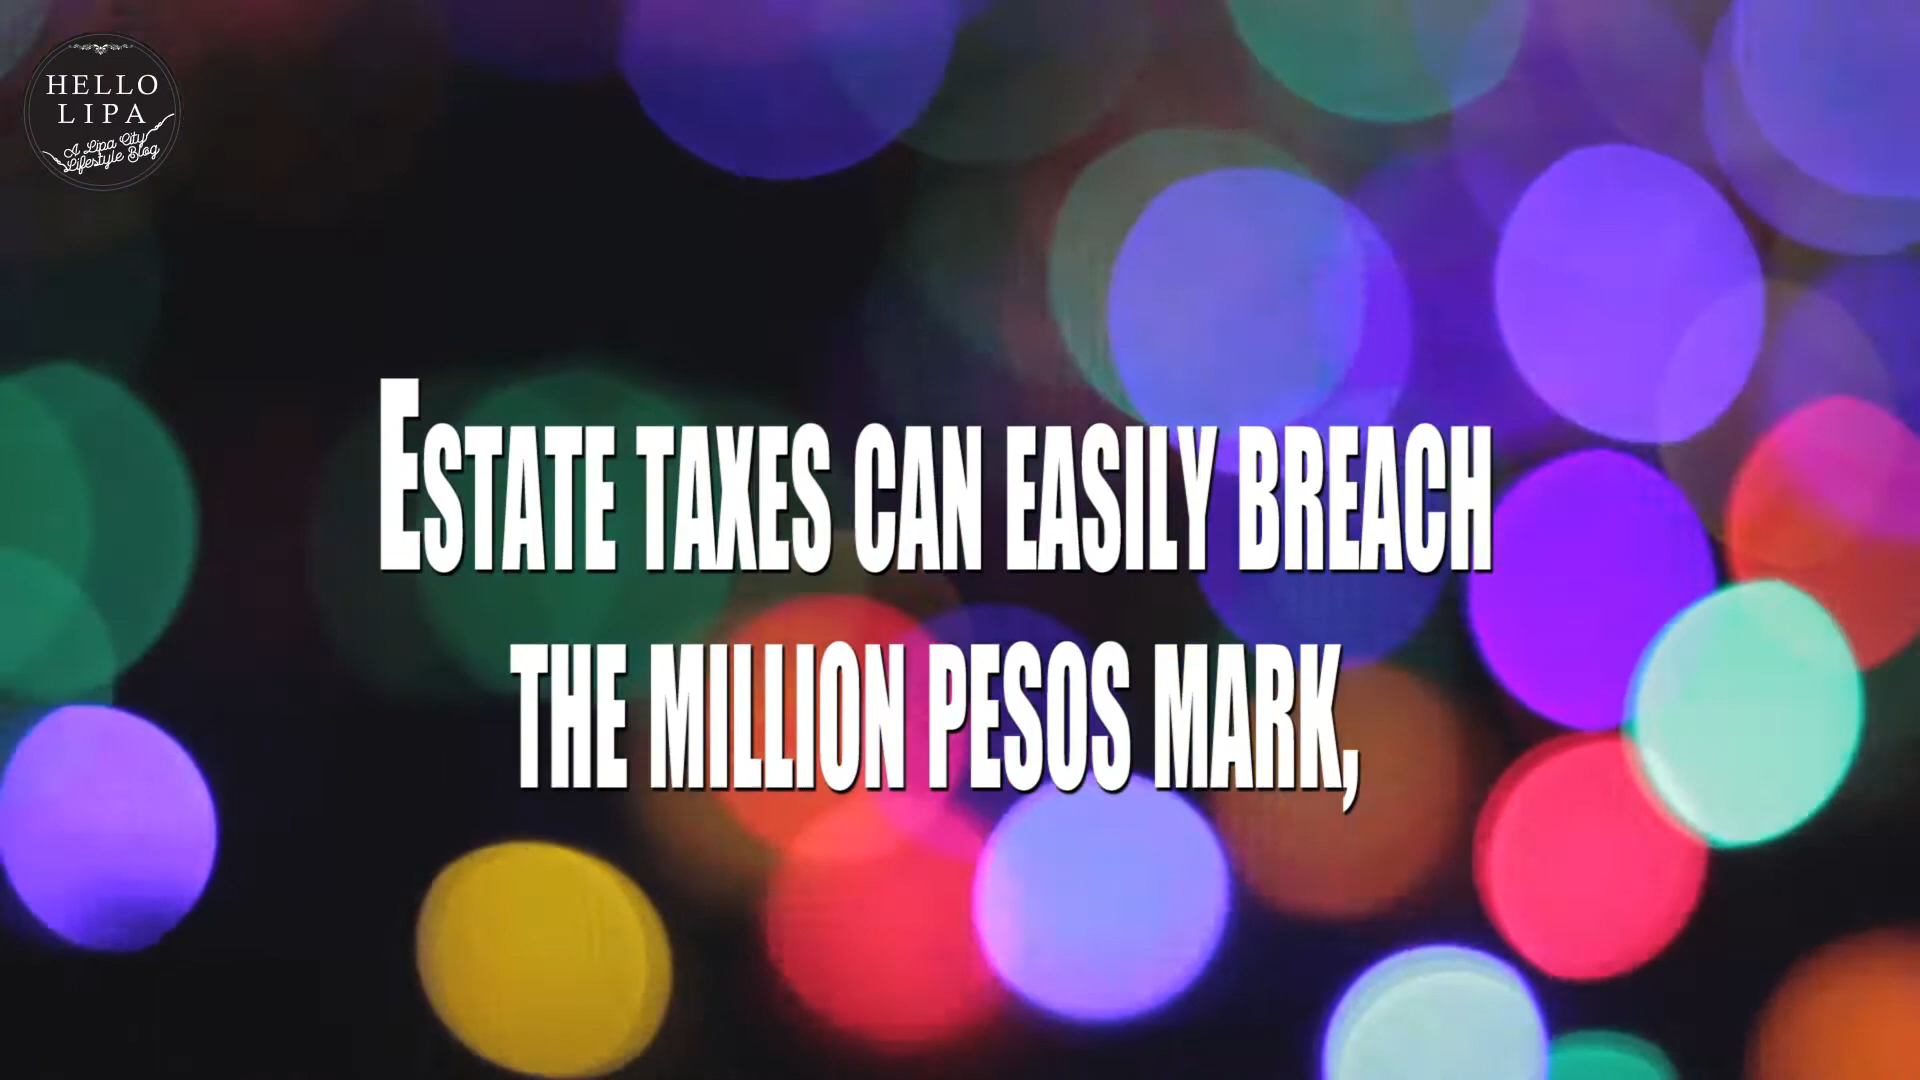 HELLO
LIPA
A Lipa City
Lifestyle Blog
ESTATE TAXES CAN EASILY BREACH
THE MILLION PESOS MARK,